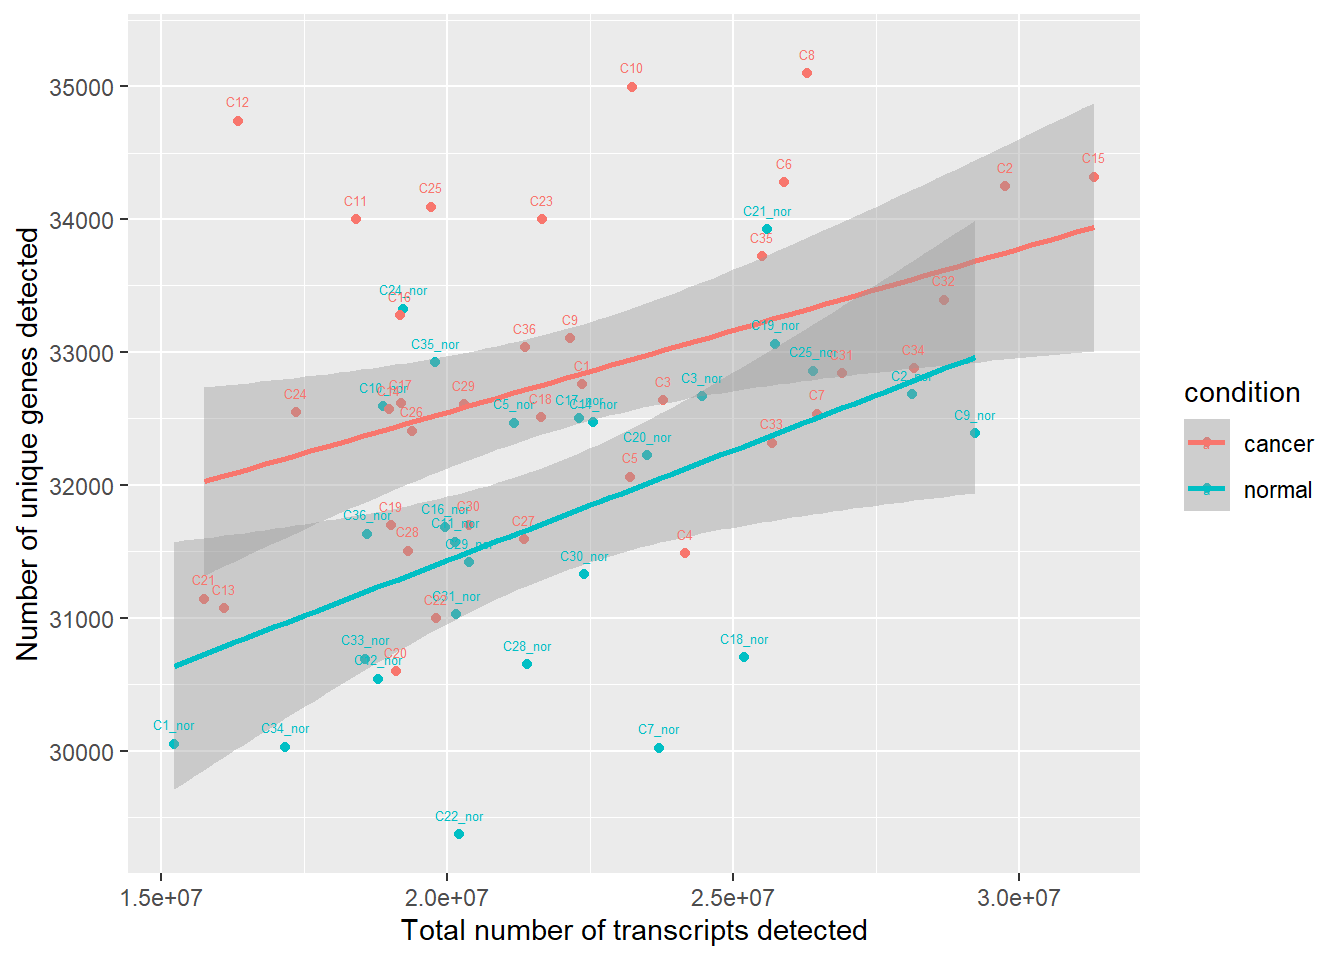 C8
C10
35000
C12
C15
C6
C2
C25
C11
C23
C21_nor
34000
C35
C24_nor
C32
C9
C36
C19_nor
C35_nor
33000
C25_nor
C31
C34
C1
C2_nor
C3_nor
C17
C29
C3
C24
C7
C18
C17_nor
C5_nor
C26
C9_nor
C33
C20_nor
C5
32000
C30
C19
C16_nor
C36_nor
C27
C28
C4
C29_nor
C30_nor
C21
C13
C31_nor
C22
31000
C18_nor
C33_nor
C28_nor
C20
C1_nor
C34_nor
C7_nor
30000
C22_nor
1.5e+07
2.0e+07
2.5e+07
3.0e+07
Total number of transcripts detected
Number of unique genes detected
condition
cancer
normal